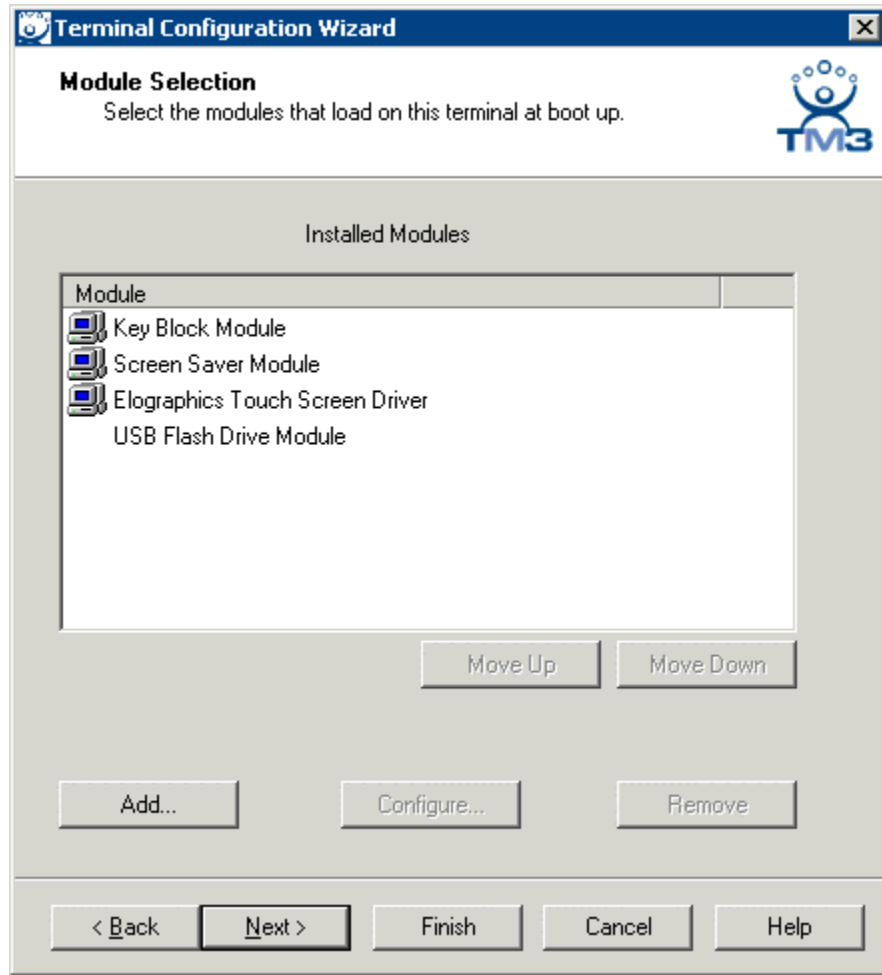 Terminal Configuration Wizard
Module Selection
Select the modules that load on this terminal at boot up.
TM3
Installed Modules
Module
Key Block Module
Screen Saver Module
Elographics Touch Screen Driver
USB Flash Drive Module
Move Up Move Down
Add... Configure... Remove
< Back Next > Finish Cancel Help